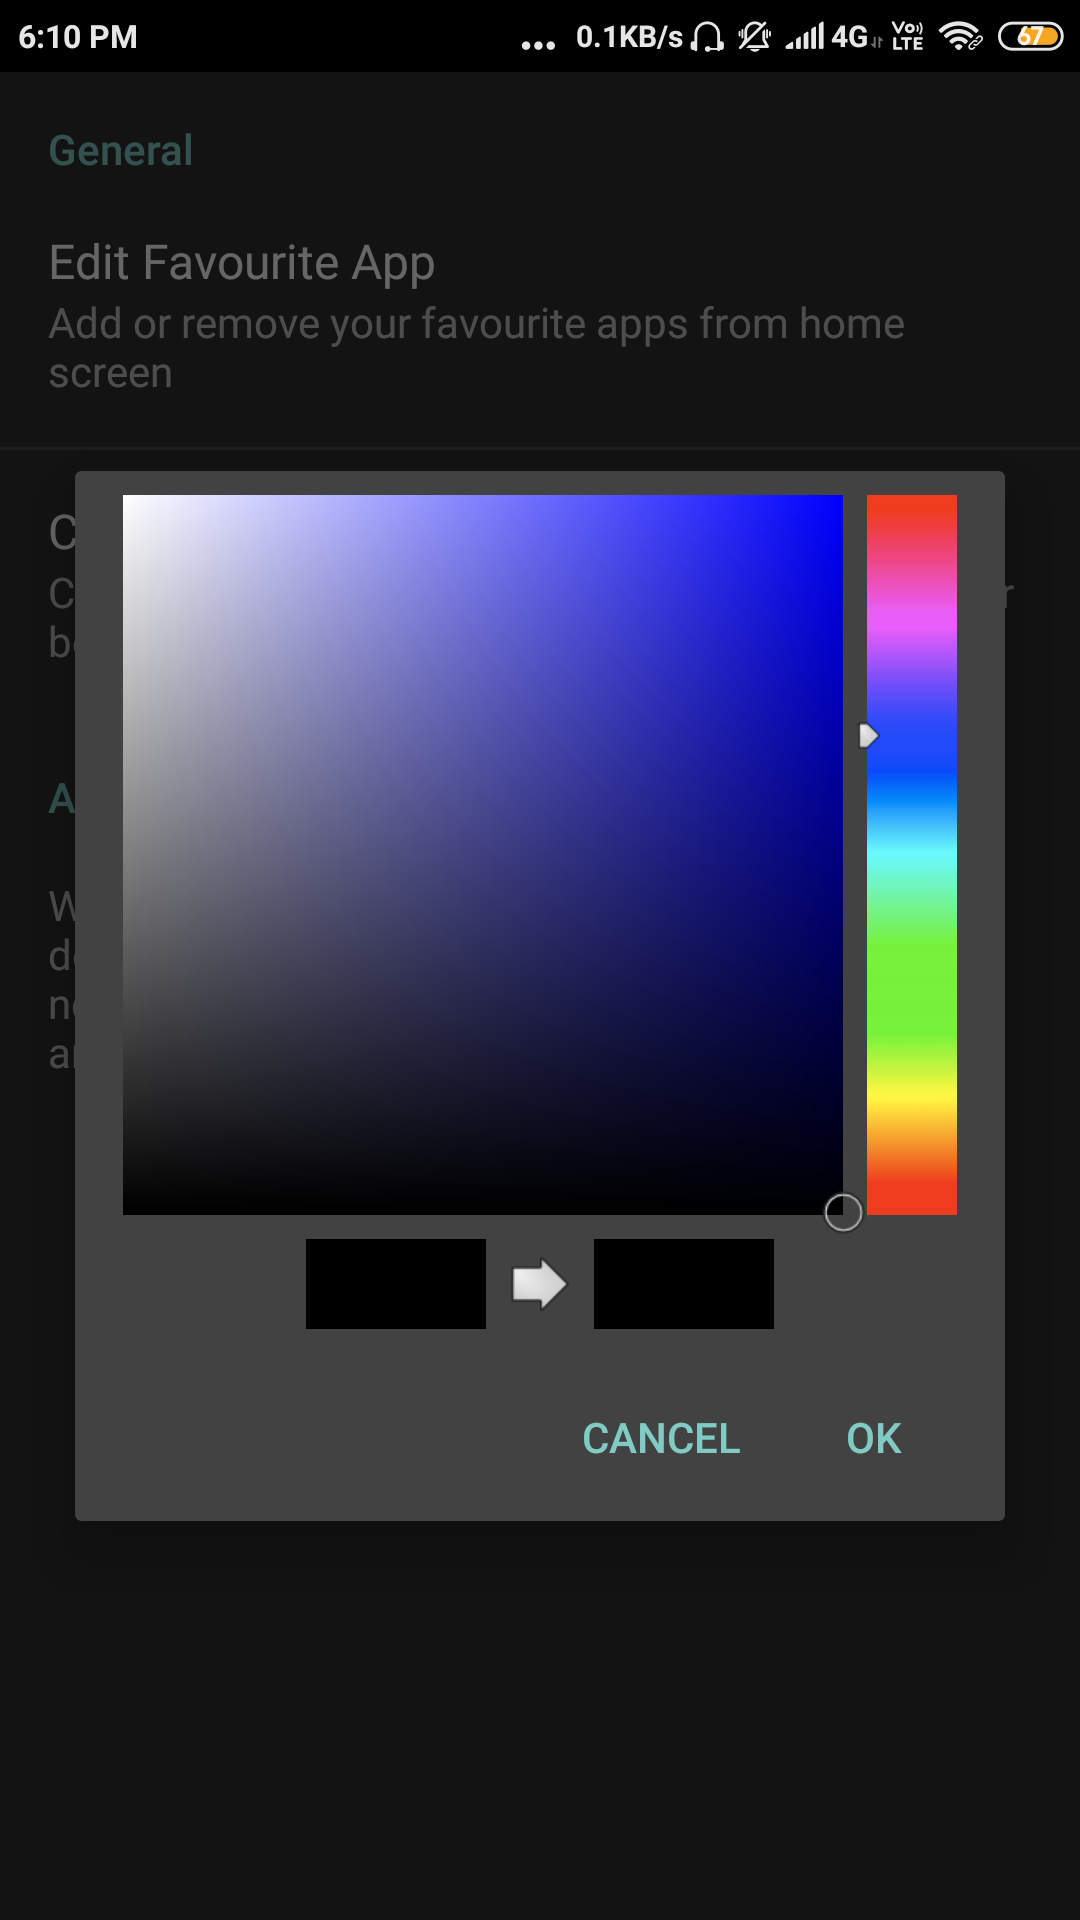 6:10 PM
... 0.1KB/s 4G VO LTE 67
General
Edit Favourite App
Add or remove your favourite apps from home
screen
C
C r
b
A
W
d
n
a
CANCEL
OK